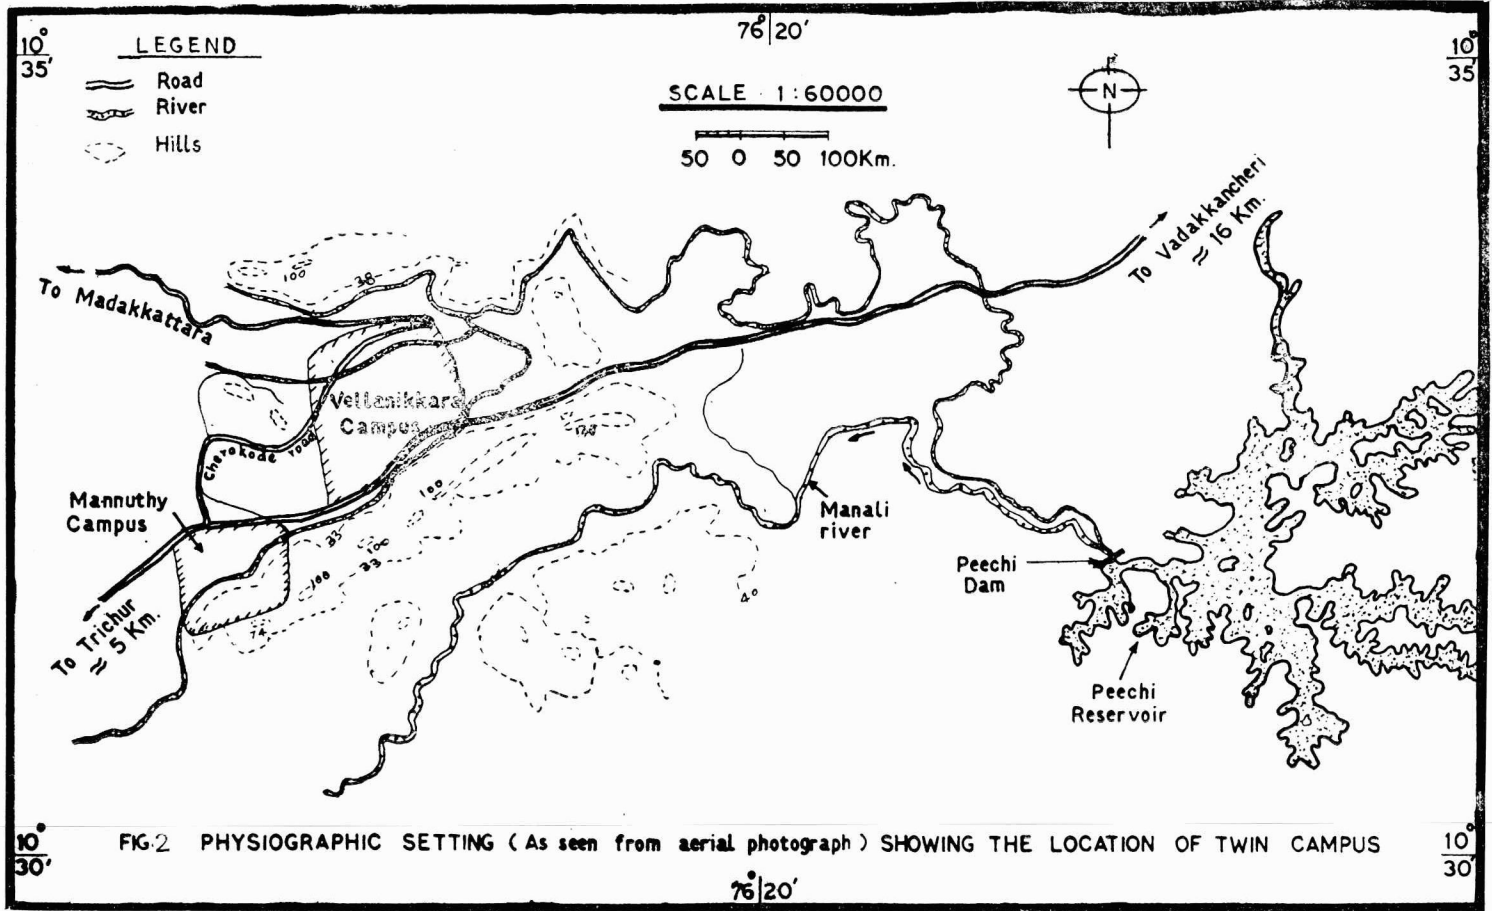 76° 20'
10° 35'
10° 35'
LEGEND
Road
River
Hills
SCALE 1:60000
50 0 50 100Km.
N
To Vadakkancheri
≈ 16 Km.
To Madakkattara
100
38
Vellanikkara
Campus
Cherokode road
120
100
Mannuthy
Campus
33
100
33
100
74
40
Manali
river
Peechi
Dam
Peechi
Reservoir
To Trichur
≈ 5 Km.
10° 30'
FIG.2 PHYSIOGRAPHIC SETTING (As seen from aerial photograph) SHOWING THE LOCATION OF TWIN CAMPUS
10° 30'
76° 20'